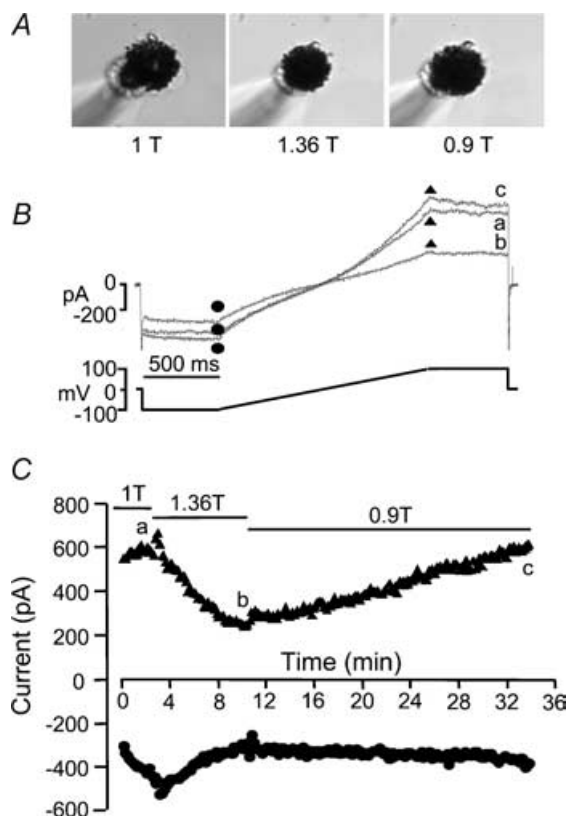 A
1 T 1.36 T 0.9 T
B
c
a
b
0
pA
-200
500 ms
100
mV 0
-100
C
800
1T
1.36T
a
0.9T
600
c
400
b
200
Current (pA)
Time (min)
0
0 4 8 12 16 20 24 28 32 36
-200
-400
-600